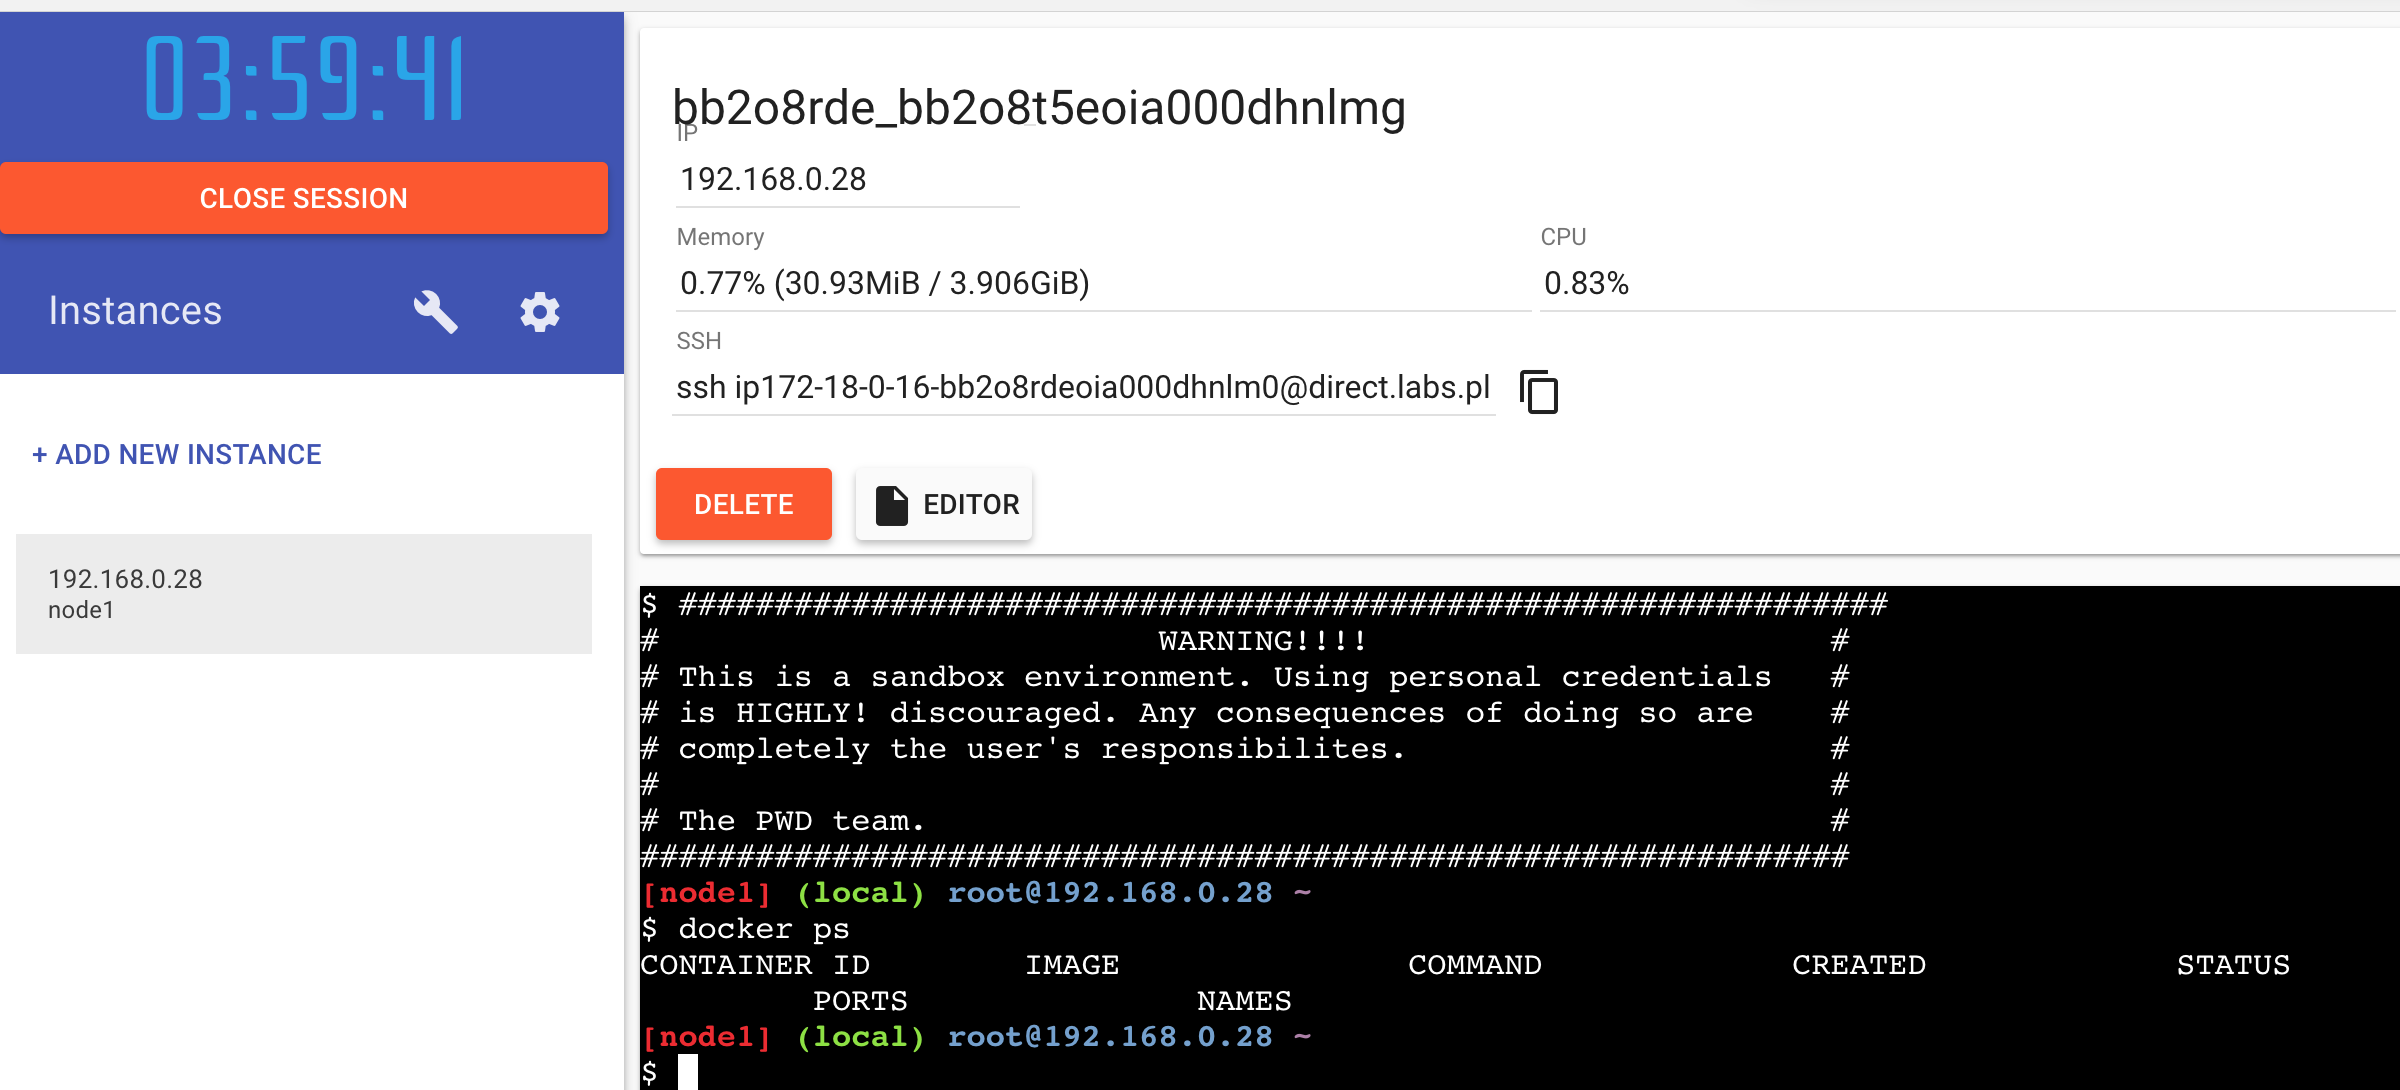 03:59:41
CLOSE SESSION
Instances
+ ADD NEW INSTANCE
192.168.0.28
node1
bb2o8rde_bb2o8t5eoia000dhnlmg
IP
192.168.0.28
Memory
0.77% (30.93MiB / 3.906GiB)
CPU
0.83%
SSH
ssh ip172-18-0-16-bb2o8rdeoia000dhnlm0@direct.labs.pl
DELETE
EDITOR
$ ###############################################################
#                          WARNING!!!!                        #
# This is a sandbox environment. Using personal credentials   #
# is HIGHLY! discouraged. Any consequences of doing so are    #
# completely the user's responsibilites.                      #
#                                                             #
# The PWD team.                                               #
###############################################################
[node1] (local) root@192.168.0.28 ~
$ docker ps
CONTAINER ID        IMAGE               COMMAND             CREATED             STATUS
         PORTS               NAMES
[node1] (local) root@192.168.0.28 ~
$